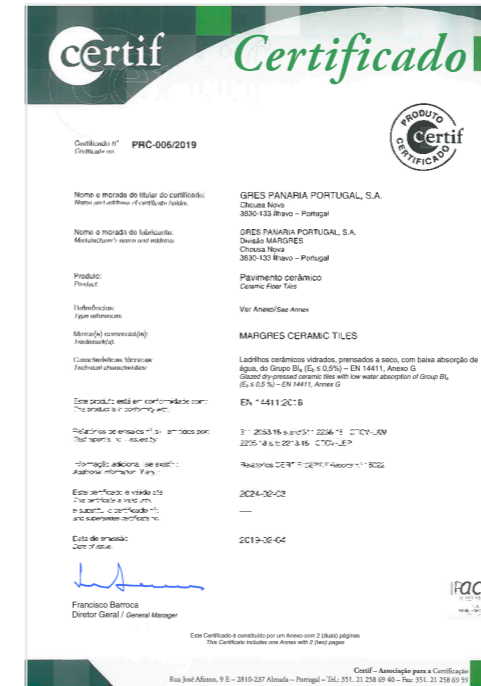 certif
Certificado
PRODUTO
Certif
CERTIFICADO
Certificado nº PRC-006/2019
Certificate no.
Nome e morada do titular do certificado: GRES PANARIA PORTUGAL, S.A.
Name and address of certificate holder: Chousa Nova
3830-133 Ílhavo – Portugal
Nome e morada do fabricante: GRES PANARIA PORTUGAL, S.A.
Manufacturer's name and address: Divisão MARGRES
Chousa Nova
3830-133 Ílhavo – Portugal
Produto: Pavimento cerâmico
Product: Ceramic Floor Tiles
Referências: Ver Anexo/See Annex
Type references:
Marca(s) comercial(is): MARGRES CERAMIC TILES
Trademark(s):
Características técnicas: Ladrilhos cerâmicos vidrados, prensados a seco, com baixa absorção de
Technical characteristics: água, do Grupo BIₐ (E♭ ≤ 0,5%) – EN 14411, Anexo G
Glazed dry-pressed ceramic tiles with low water absorption of Group BIₐ
(E♭ ≤ 0,5 %) – EN 14411, Annex G
Este produto está em conformidade com: EN 14411:2016
The product is in conformity with:
Relatórios de ensaios nºs / emitidos por:
Test reports no. / issued by:
Informação adicional (se existir):
Additional information (if any):
Este certificado é válido até 2024-02-03
This certificate is valid until
e substitui o certificado nº: —
and supersedes certificate no.
Data de emissão: 2019-02-04
Date of issue:
Francisco Barroca
Diretor Geral / General Manager
IPAC
Este Certificado é constituído por um Anexo com 2 (duas) páginas
This Certificate includes one Annex with 2 (two) pages
Certif – Associação para a Certificação
Rua José Afonso, 9 E – 2810-237 Almada – Portugal – Tel.: 351. 21 258 69 40 – Fax: 351. 21 258 69 59